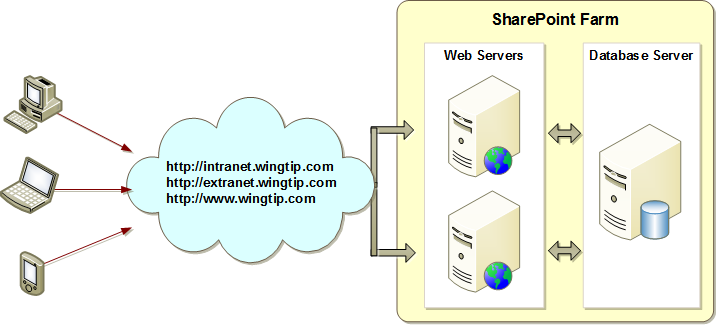 SharePoint Farm
Web Servers
Database Server
http://intranet.wingtip.com
http://extranet.wingtip.com
http://www.wingtip.com